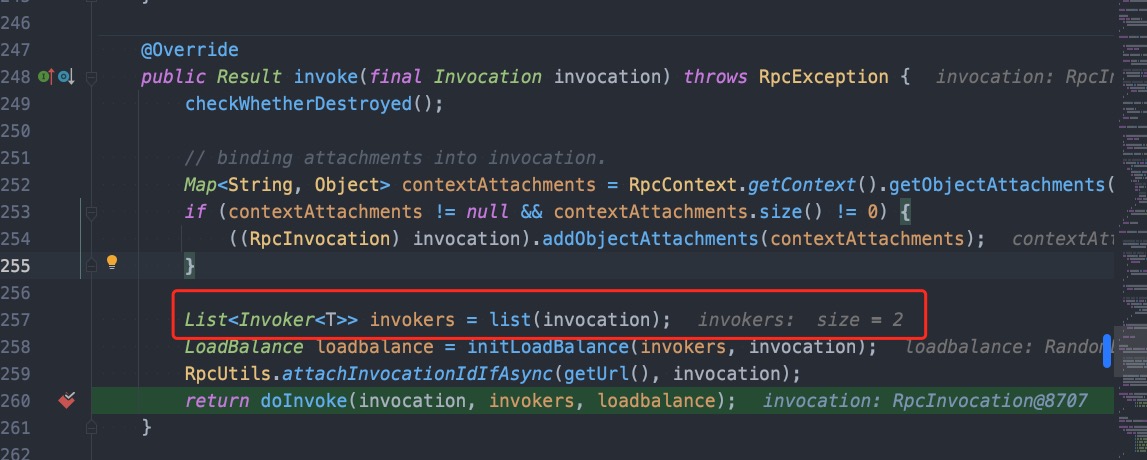 246
247 @Override
248 public Result invoke(final Invocation invocation) throws RpcException { invocation: RpcIn
249 checkWhetherDestroyed();
250
251 // binding attachments into invocation.
252 Map<String, Object> contextAttachments = RpcContext.getContext().getObjectAttachments(
253 if (contextAttachments != null && contextAttachments.size() != 0) {
254 ((RpcInvocation) invocation).addObjectAttachments(contextAttachments); contextAtt
255 }
256
257 List<Invoker<T>> invokers = list(invocation); invokers: size = 2
258 LoadBalance loadbalance = initLoadBalance(invokers, invocation); loadbalance: Random
259 RpcUtils.attachInvocationIdIfAsync(getUrl(), invocation);
260 return doInvoke(invocation, invokers, loadbalance); invocation: RpcInvocation@8707
261 }
262